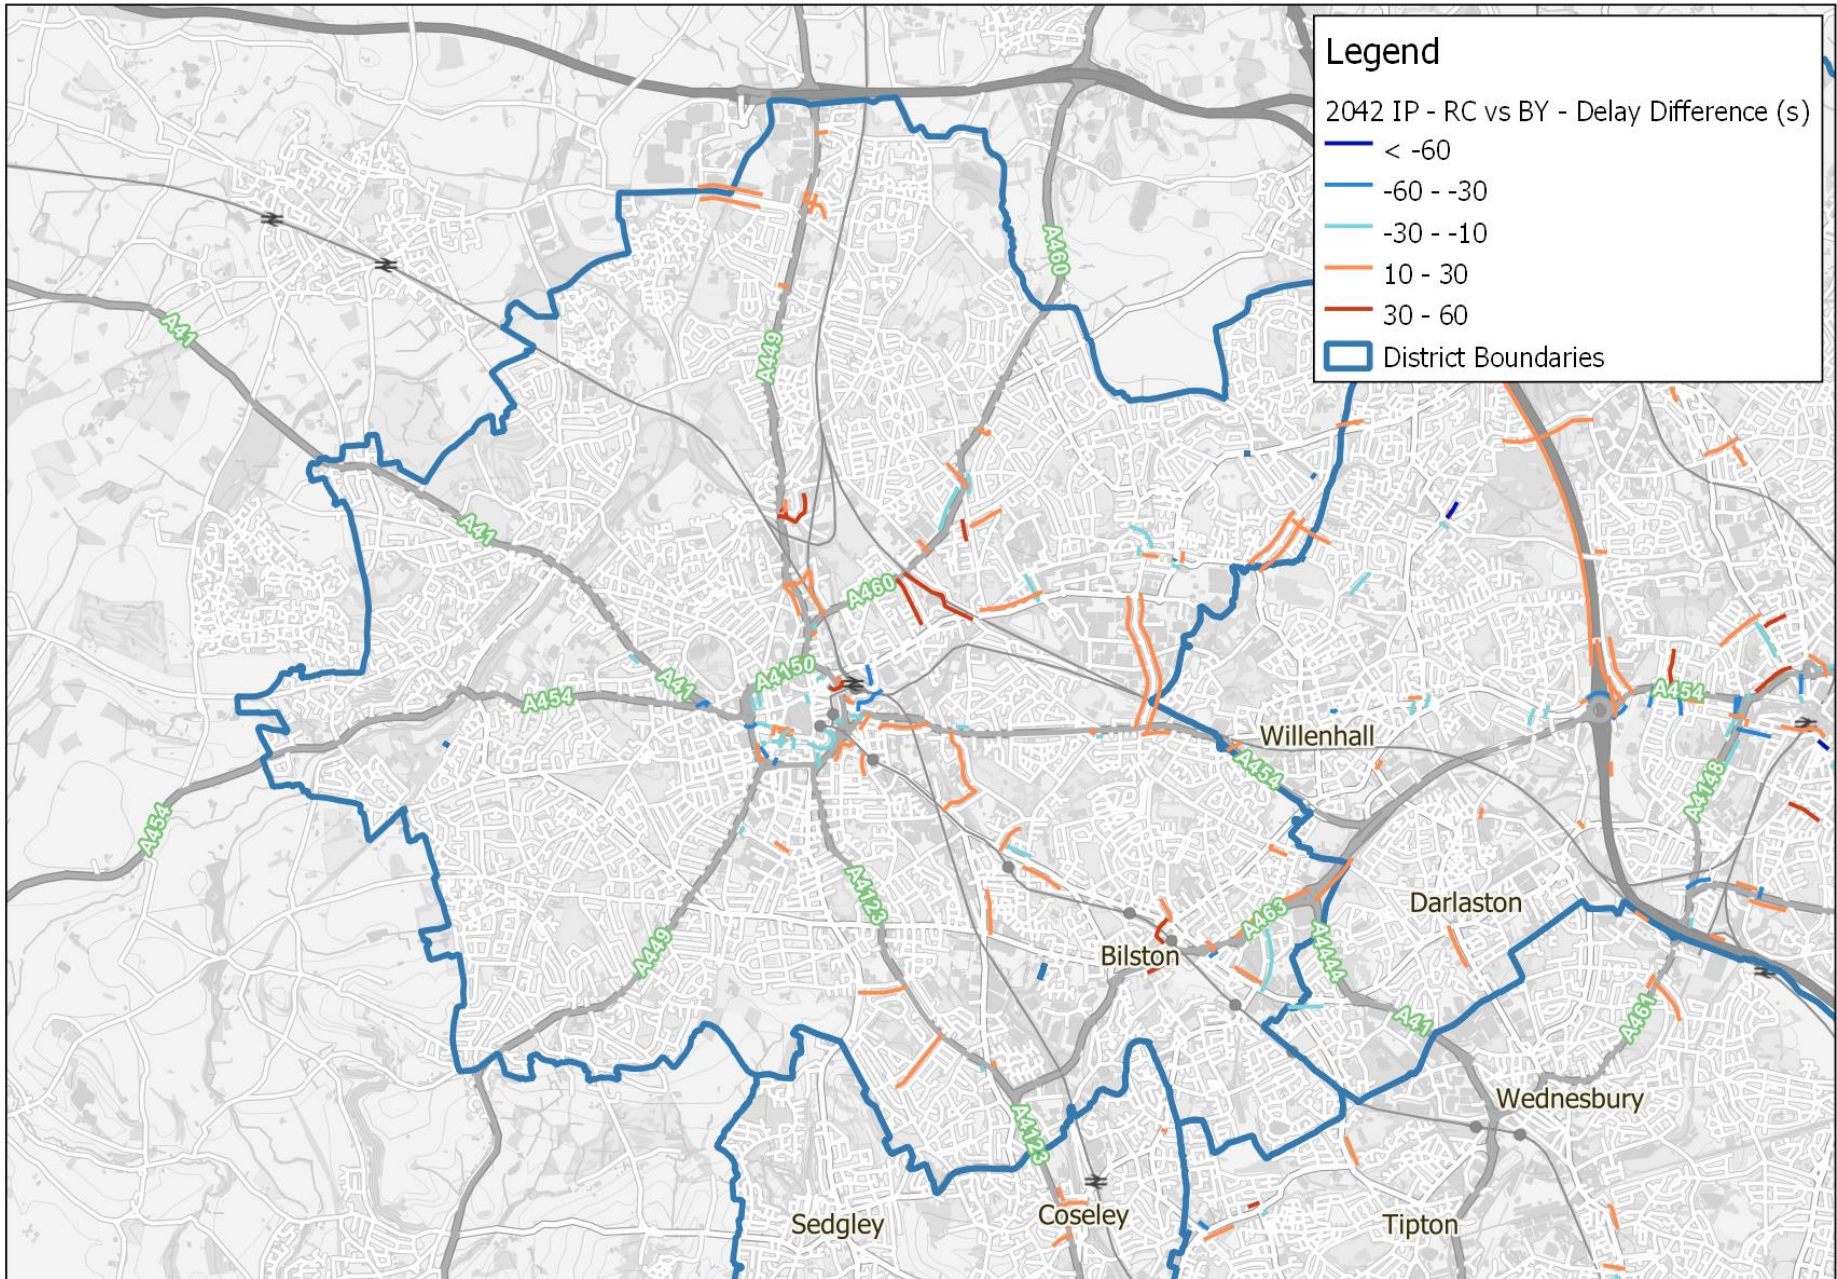 Legend
2042 IP - RC vs BY - Delay Difference (s)
< -60
-60 - -30
-30 - -10
10 - 30
30 - 60
District Boundaries
A460
A41
A449
A41
A460
A4150
A41
A454
A454
Willenhall
A454
A4148
A454
A4123
Darlaston
A463
A449
Bilston
A4444
A41
A461
Wednesbury
A4123
Sedgley
Coseley
Tipton